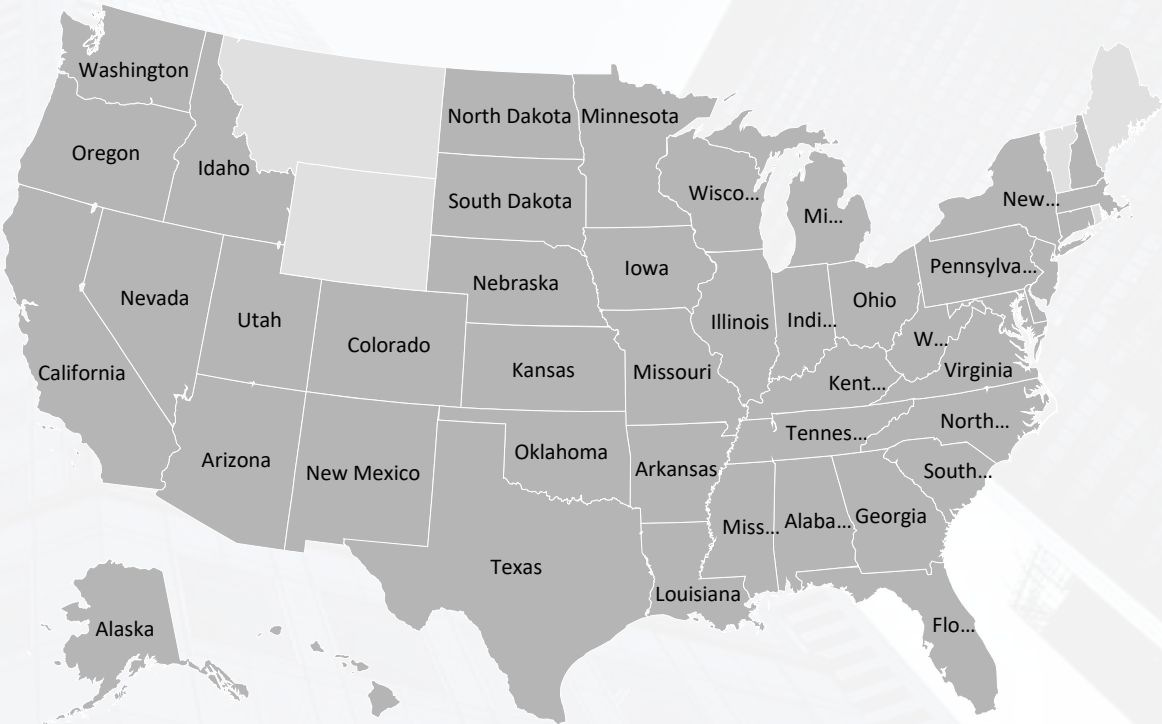 Washington
North Dakota
Minnesota
Oregon
Idaho
South Dakota
Wisco...
Mi...
New...
Nebraska
Iowa
Pennsylva...
Nevada
Utah
Colorado
Kansas
Missouri
Illinois
Indi...
Ohio
W...
Virginia
California
Kent...
Arizona
New Mexico
Oklahoma
Arkansas
Tennes...
North...
South...
Texas
Louisiana
Miss...
Alaba...
Georgia
Flo...
Alaska